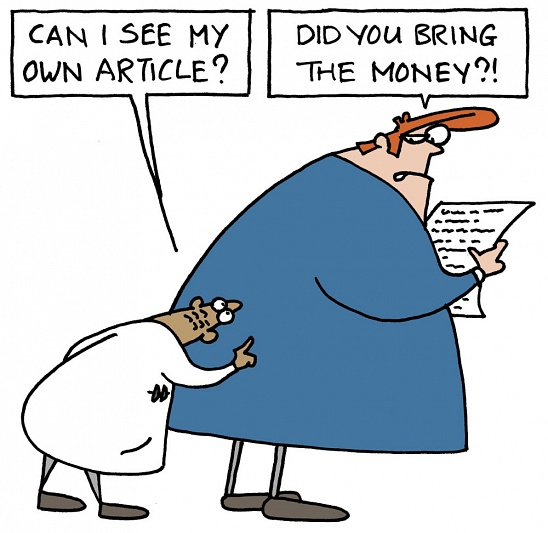 CAN I SEE MY
OWN ARTICLE?
DID YOU BRING
THE MONEY?!